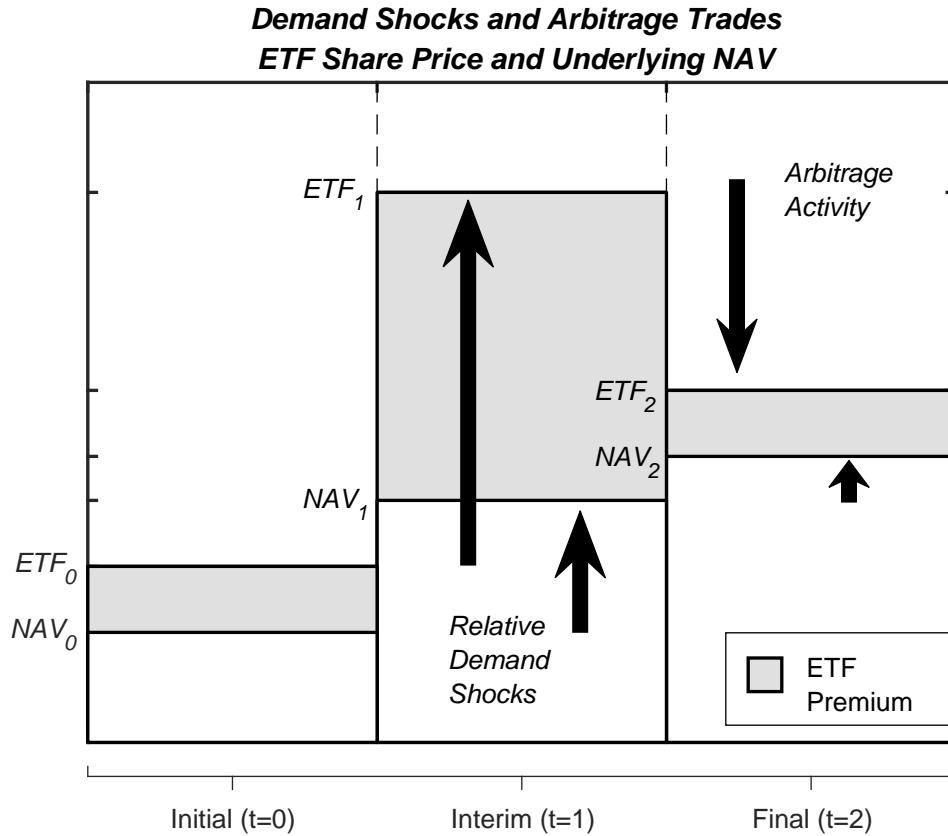 Demand Shocks and Arbitrage Trades
ETF Share Price and Underlying NAV
ETF1
Arbitrage
Activity
ETF2
NAV2
NAV1
ETF0
NAV0
Relative
Demand
Shocks
ETF
Premium
Initial (t=0)
Interim (t=1)
Final (t=2)